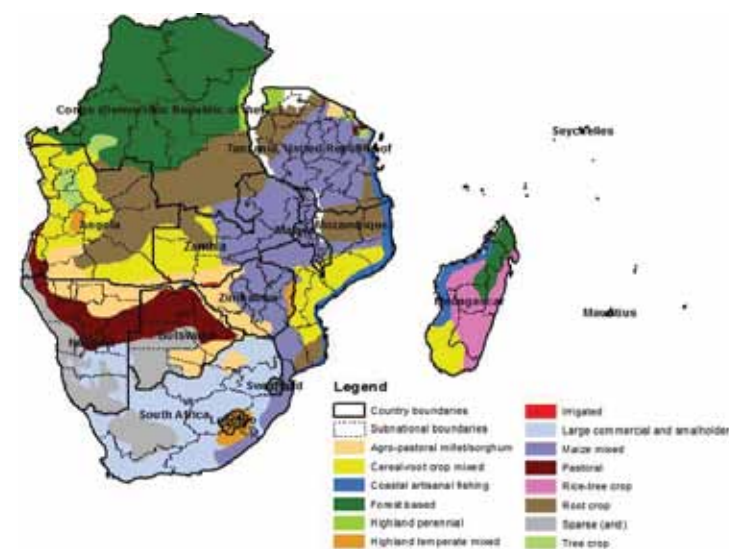 Congo (Democratic Republic of the)
Tanzania, United Republic of
Seychelles
Angola
Malawi
Mozambique
Zambia
Zimbabwe
Madagascar
Mauritius
Namibia
Botswana
Swaziland
South Africa
Legend
Country boundaries
Subnational boundaries
Agro-pastoral millet/sorghum
Cereal-root crop mixed
Coastal artisanal fishing
Forest based
Highland perennial
Highland temperate mixed
Irrigated
Large commercial and smallholder
Maize mixed
Pastoral
Rice-tree crop
Root crop
Sparse (arid)
Tree crop